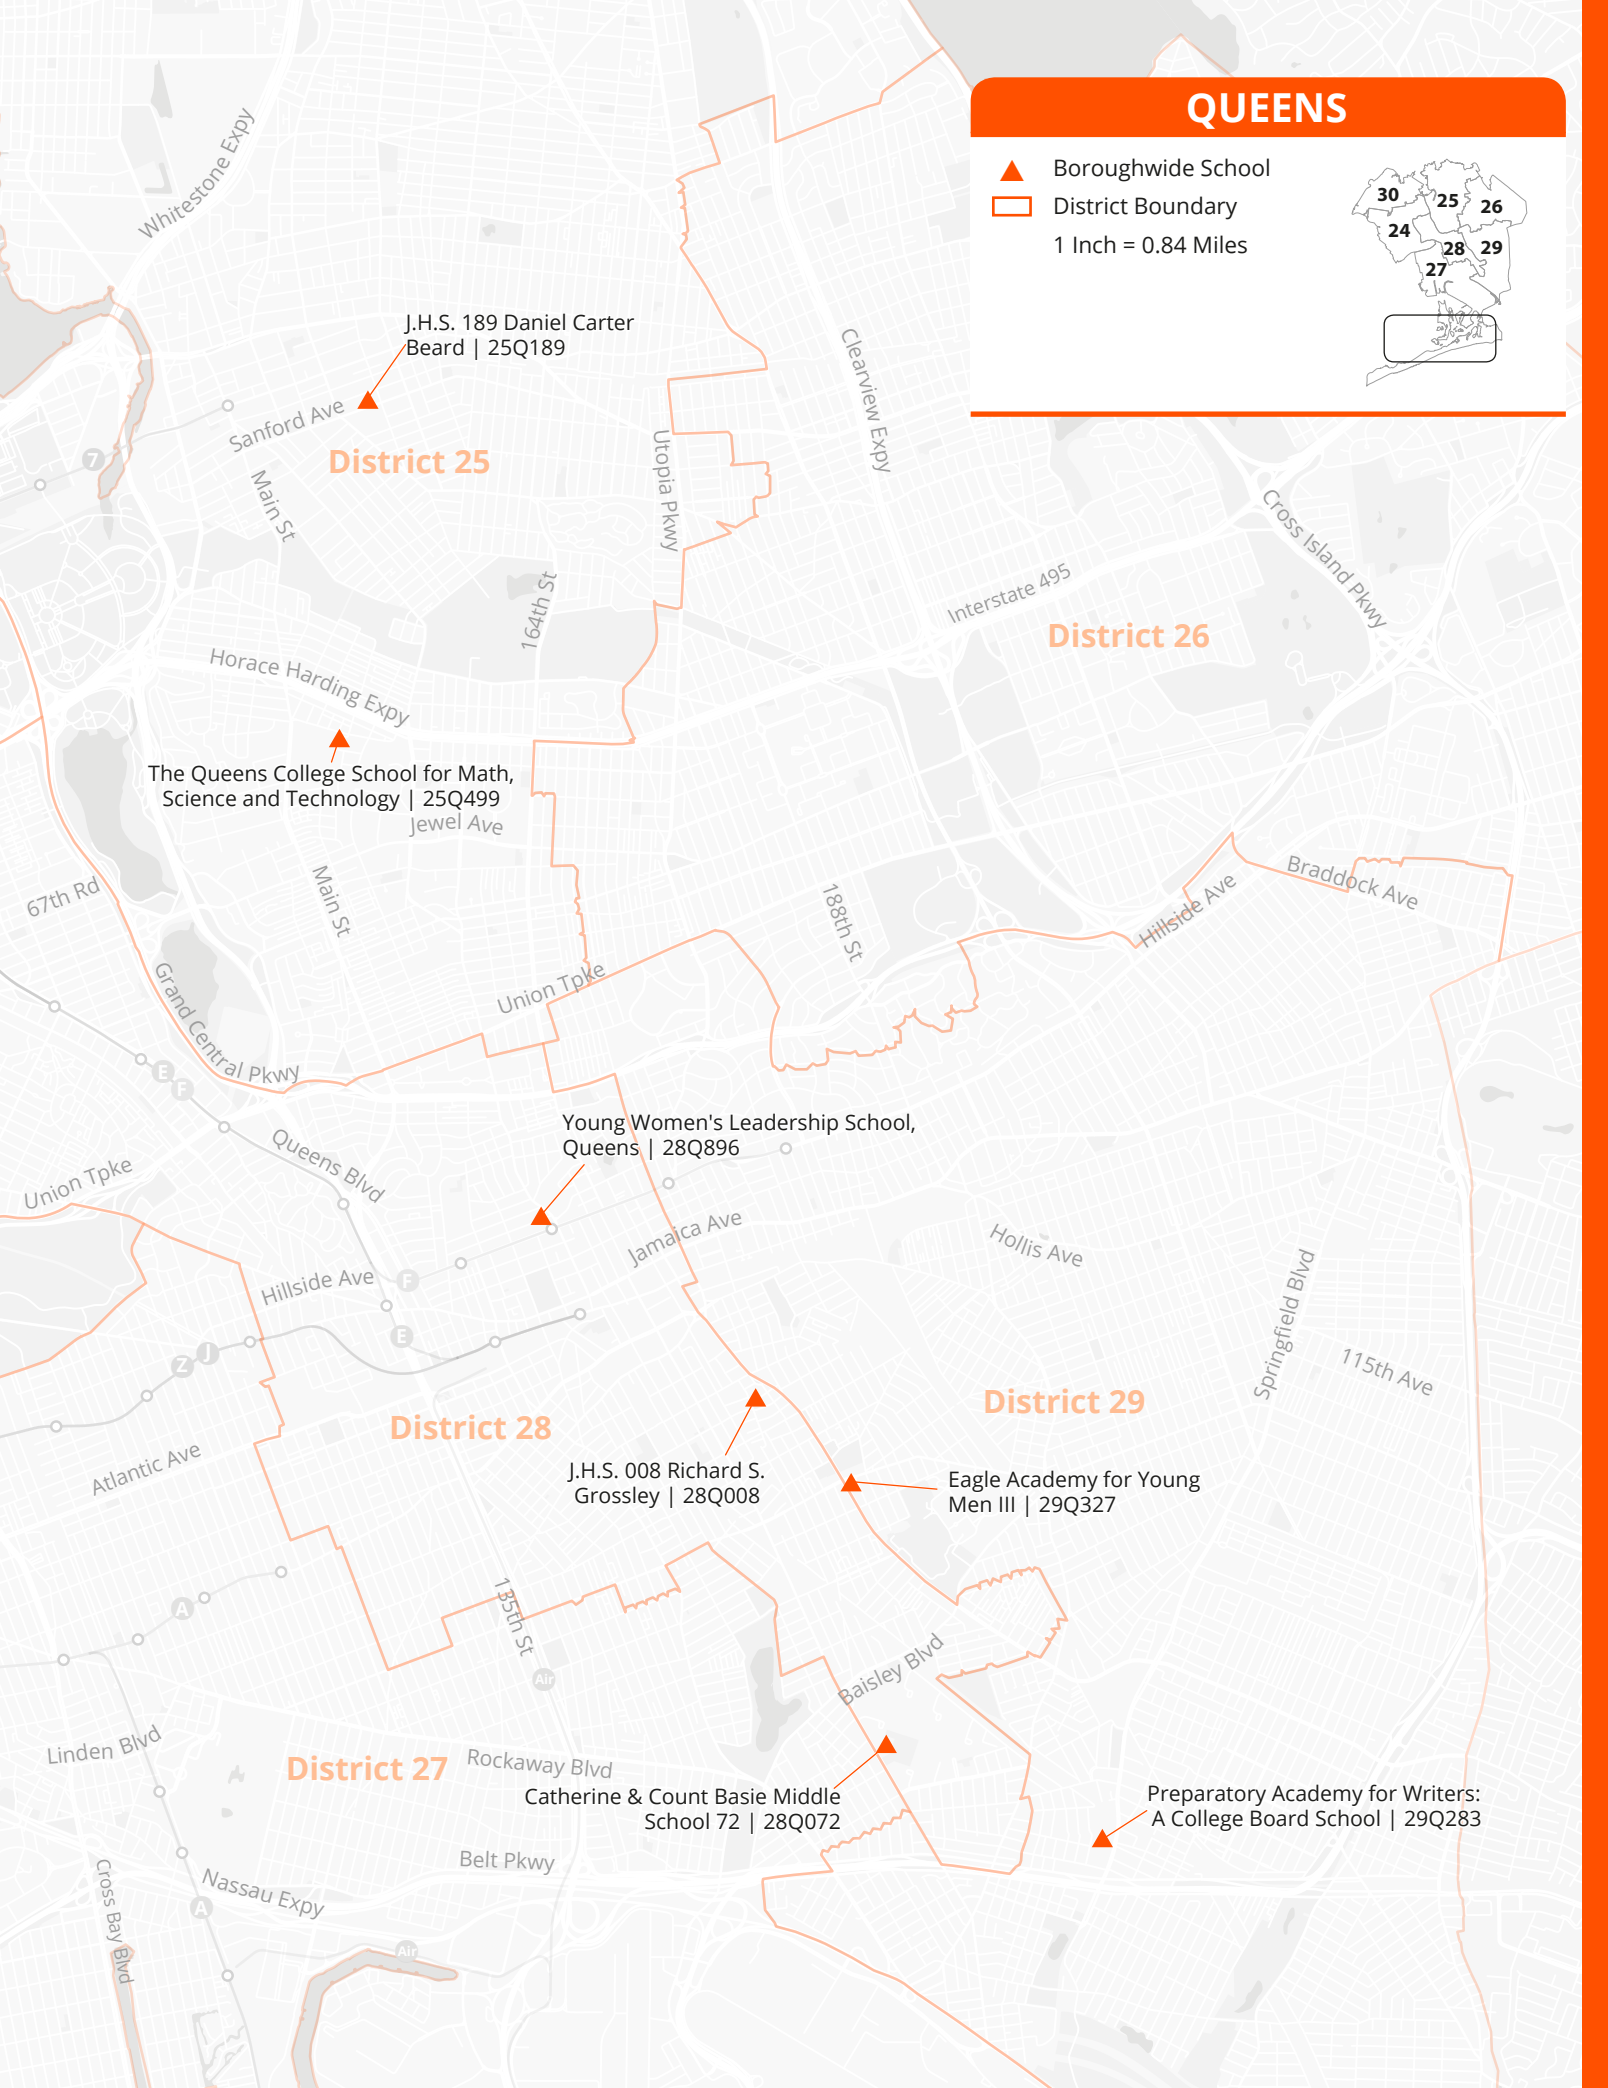 QUEENS
Boroughwide School
District Boundary
1 Inch = 0.84 Miles
30
25
26
24
28
29
27
Whitestone Expy
J.H.S. 189 Daniel Carter
Beard | 25Q189
Clearview Expy
Sanford Ave
7
District 25
Main St
Utopia Pkwy
Cross Island Pkwy
164th St
Interstate 495
District 26
Horace Harding Expy
The Queens College School for Math,
Science and Technology | 25Q499
Jewel Ave
67th Rd
Main St
188th St
Braddock Ave
Hillside Ave
Union Tpke
Grand Central Pkwy
E
F
Young Women's Leadership School,
Queens | 28Q896
Queens Blvd
Union Tpke
Jamaica Ave
Hollis Ave
Hillside Ave
F
E
J
Z
Springfield Blvd
115th Ave
District 28
District 29
Atlantic Ave
J.H.S. 008 Richard S.
Grossley | 28Q008
Eagle Academy for Young
Men III | 29Q327
A
135th St
Air
Baisley Blvd
Linden Blvd
District 27
Rockaway Blvd
Catherine & Count Basie Middle
School 72 | 28Q072
Preparatory Academy for Writers:
A College Board School | 29Q283
Belt Pkwy
Nassau Expy
Cross Bay Blvd
A
Air